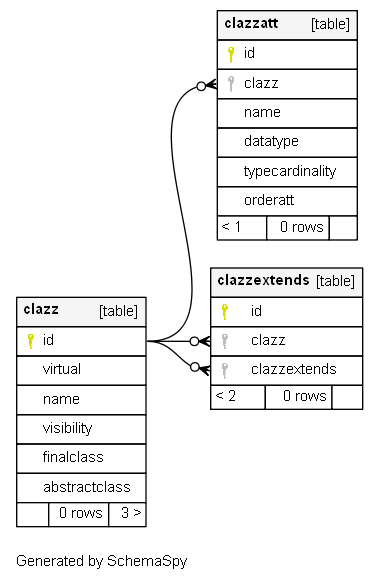 clazzatt [table]
id
clazz
name
datatype
typecardinality
orderatt
< 1 0 rows
clazzextends [table]
id
clazz
clazzextends
< 2 0 rows
clazz [table]
id
virtual
name
visibility
finalclass
abstractclass
0 rows 3 >
Generated by SchemaSpy